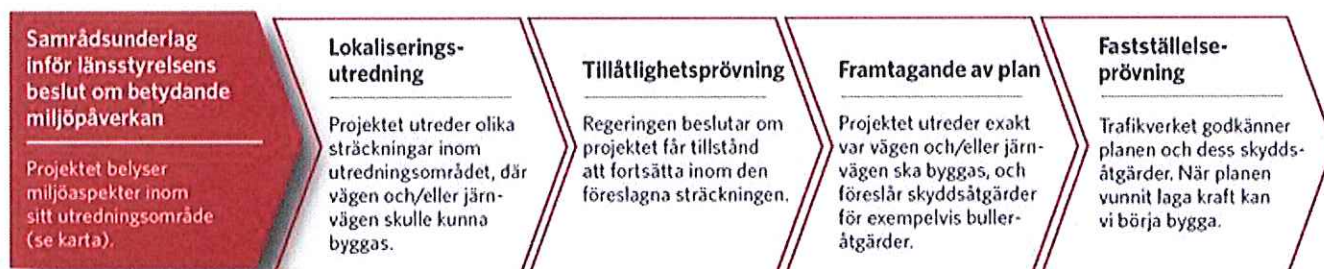 Samrådsunderlag
inför länsstyrelsens
beslut om betydande
miljöpåverkan
Projektet belyser
miljöaspekter inom
sitt utredningsområde
(se karta).
Lokaliserings-
utredning
Projektet utreder olika
sträckningar inom
utredningsområdet, där
vägen och/eller järn-
vägen skulle kunna
byggas.
Tillåtlighetsprövning
Regeringen beslutar om
projektet får tillstånd
att fortsätta inom den
föreslagna sträckningen.
Framtagande av plan
Projektet utreder exakt
var vägen och/eller järn-
vägen ska byggas, och
föreslår skyddsåtgärder
för exempelvis buller-
åtgärder.
Fastställelse-
prövning
Trafikverket godkänner
planen och dess skydds-
åtgärder. När planen
vunnit laga kraft kan
vi börja bygga.